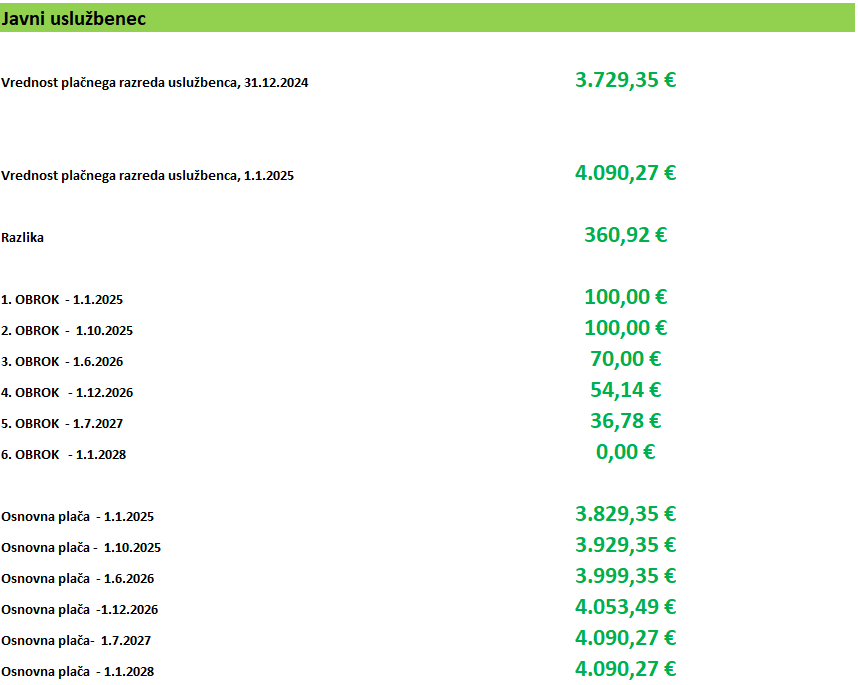 Javni uslužbenec
Vrednost plačnega razreda uslužbenca, 31.12.2024 3.729,35 €
Vrednost plačnega razreda uslužbenca, 1.1.2025 4.090,27 €
Razlika 360,92 €
1. OBROK - 1.1.2025 100,00 €
2. OBROK - 1.10.2025 100,00 €
3. OBROK - 1.6.2026 70,00 €
4. OBROK - 1.12.2026 54,14 €
5. OBROK - 1.7.2027 36,78 €
6. OBROK - 1.1.2028 0,00 €
Osnovna plača - 1.1.2025 3.829,35 €
Osnovna plača - 1.10.2025 3.929,35 €
Osnovna plača - 1.6.2026 3.999,35 €
Osnovna plača -1.12.2026 4.053,49 €
Osnovna plača- 1.7.2027 4.090,27 €
Osnovna plača - 1.1.2028 4.090,27 €